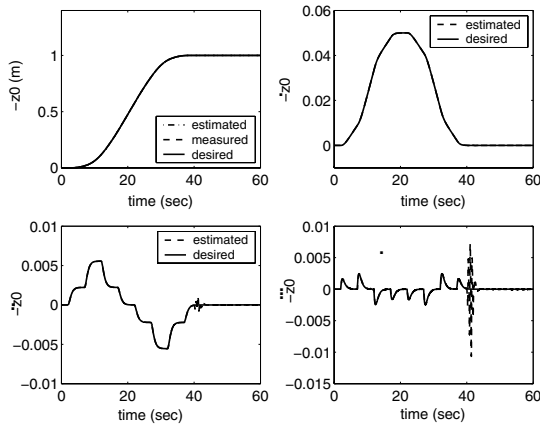 −z0 (m)
1
0.5
0
0 20 40 60
time (sec)
estimated
measured
desired
−ż0
0.06
0.04
0.02
0
0 20 40 60
time (sec)
estimated
desired
−z̈0
0.01
0.005
0
−0.005
−0.01
0 20 40 60
time (sec)
estimated
desired
−z⃛0
0.01
0.005
0
−0.005
−0.01
−0.015
0 20 40 60
time (sec)